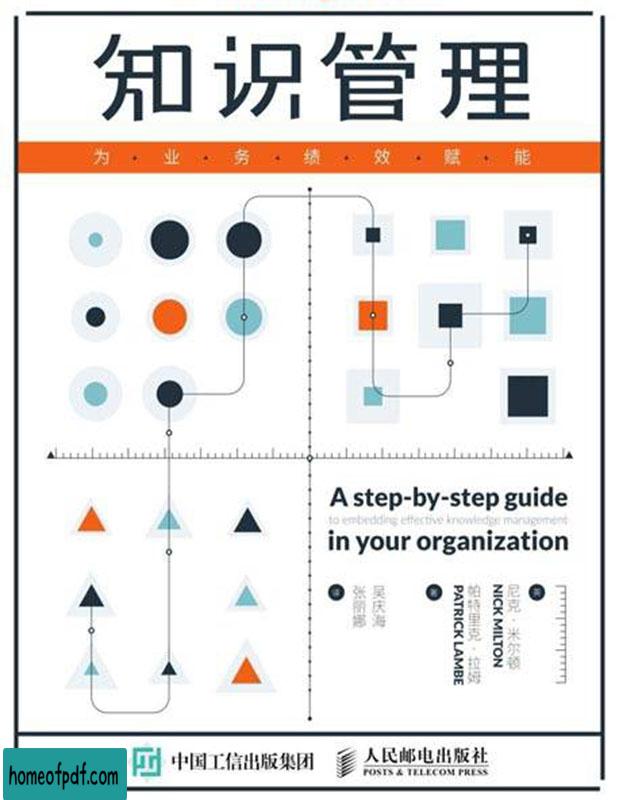 知识管理
为·业·务·绩·效·赋·能
A step-by-step guide
to embedding effective knowledge management
in your organization
英
尼克·米尔顿
NICK MILTON
帕特里克·拉姆
PATRICK LAMBE
著
吴庆海
张丽娜
译
中国工信出版集团
人民邮电出版社
POSTS & TELECOM PRESS
homeofpdf.com